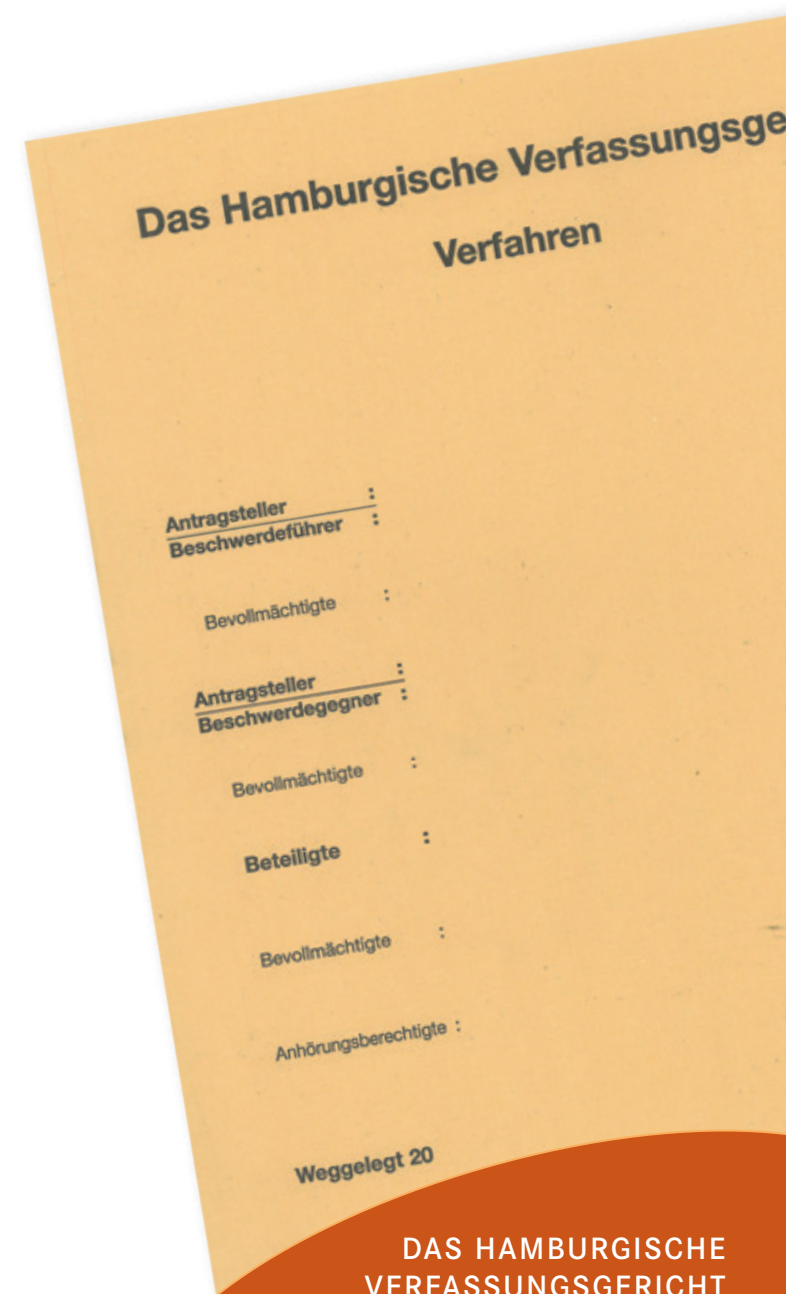 Das Hamburgische Verfassungsge
Verfahren
Antragsteller :
Beschwerdeführer :
Bevollmächtigte :
Antragsteller :
Beschwerdegegner :
Bevollmächtigte :
Beteiligte :
Bevollmächtigte :
Anhörungsberechtigte :
Weggelegt 20
DAS HAMBURGISCHE
VERFASSUNGSGERICHT